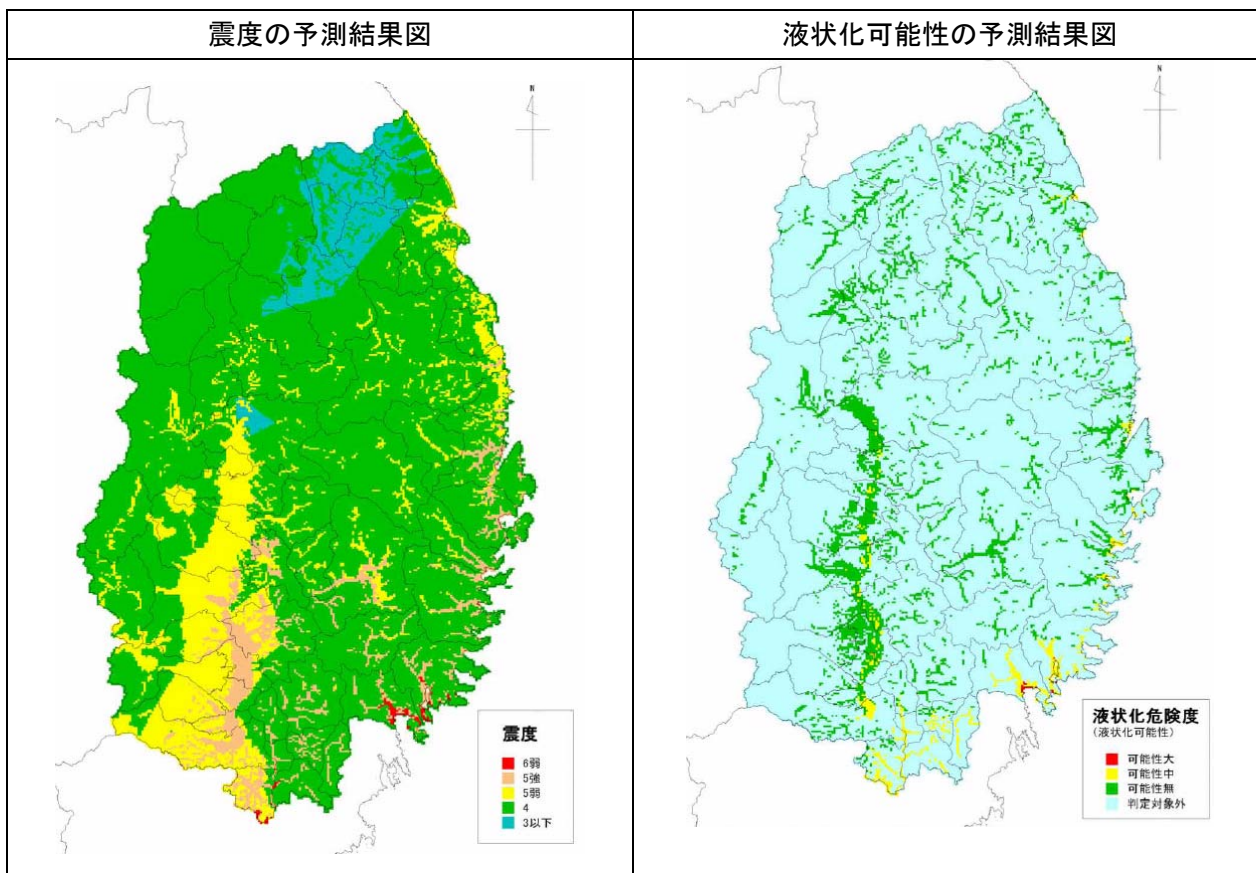 震度の予測結果図
液状化可能性の予測結果図
N
N
震度
6弱
5強
5弱
4
3以下
液状化危険度
(液状化可能性)
可能性大
可能性中
可能性無
判定対象外